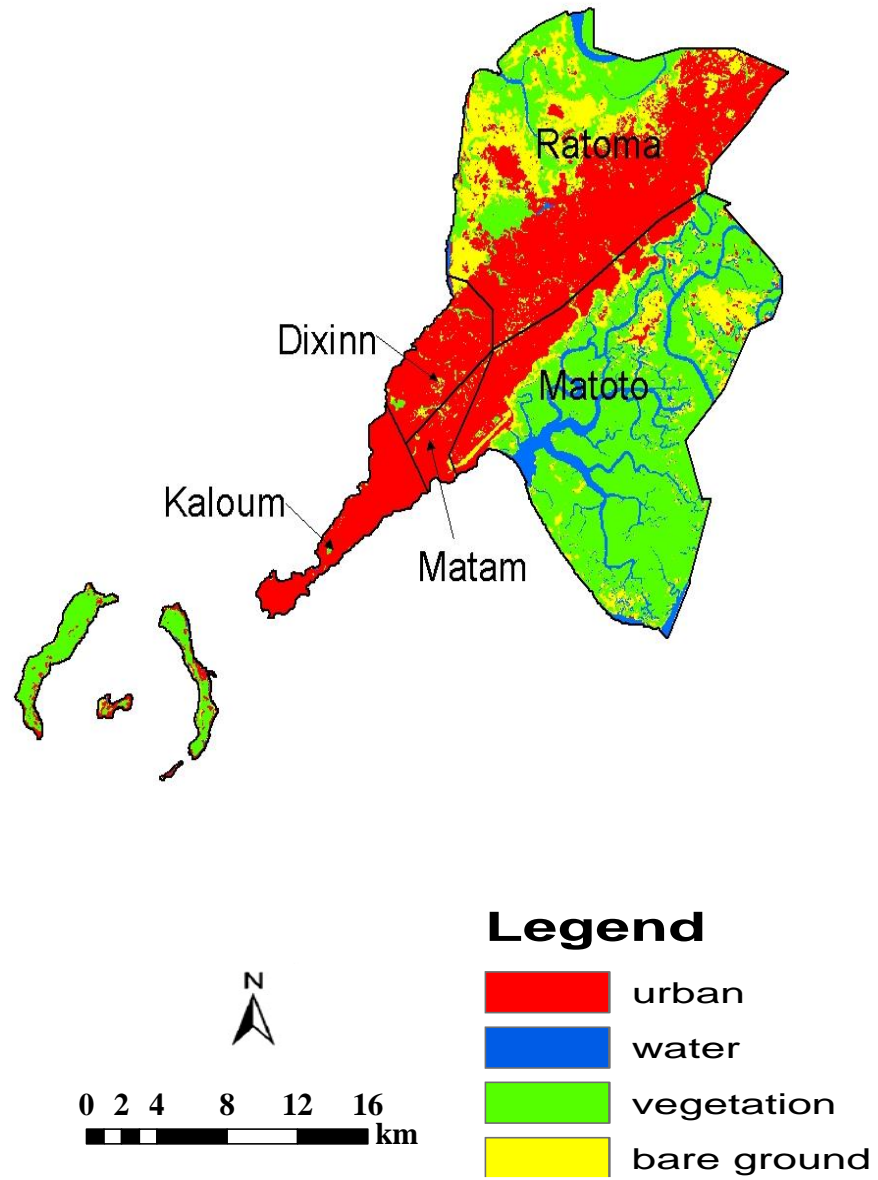 Ratoma
Dixinn
Matoto
Kaloum
Matam
Legend
N
urban
water
0 2 4 8 12 16
km
vegetation
bare ground